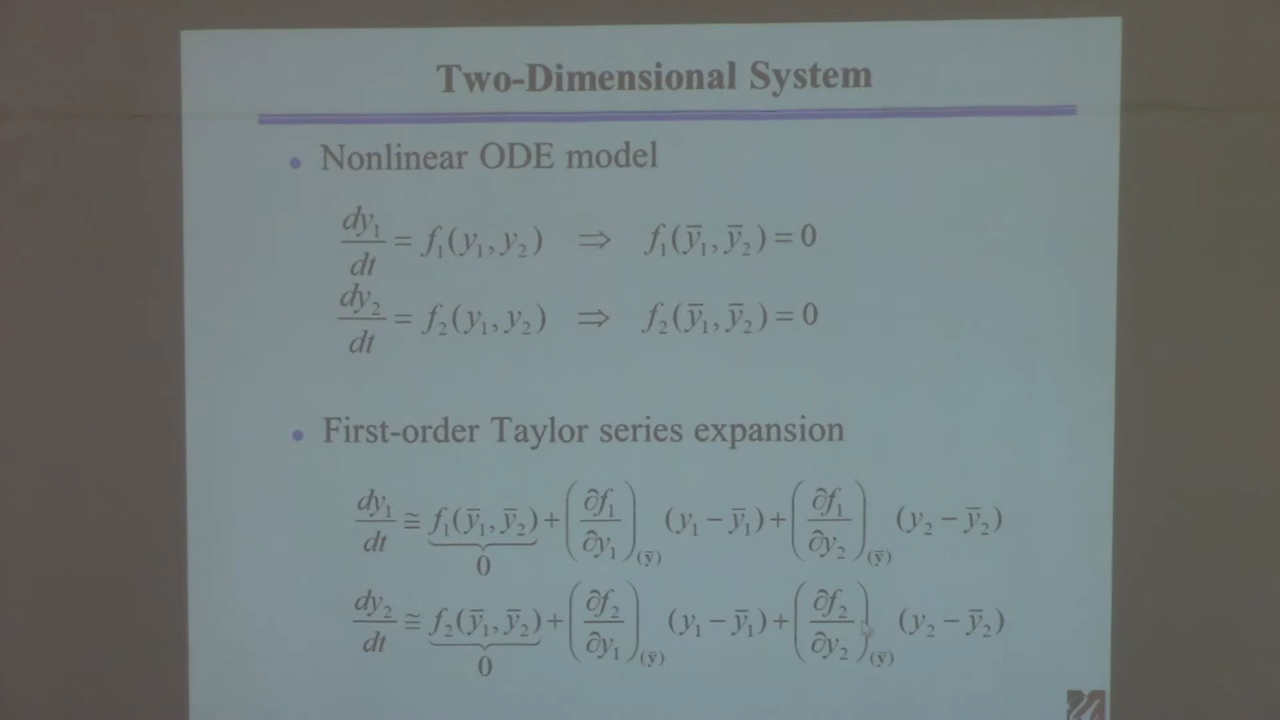 Two-Dimensional System
• Nonlinear ODE model
dy₁/dt = f₁(y₁, y₂) ⇒ f₁(ȳ₁, ȳ₂) = 0
dy₂/dt = f₂(y₁, y₂) ⇒ f₂(ȳ₁, ȳ₂) = 0
• First-order Taylor series expansion
dy₁/dt ≅ f₁(ȳ₁, ȳ₂) + (∂f₁/∂y₁)₍ȳ₎ (y₁ − ȳ₁) + (∂f₁/∂y₂)₍ȳ₎ (y₂ − ȳ₂)
0
dy₂/dt ≅ f₂(ȳ₁, ȳ₂) + (∂f₂/∂y₁)₍ȳ₎ (y₁ − ȳ₁) + (∂f₂/∂y₂)₍ȳ₎ (y₂ − ȳ₂)
0